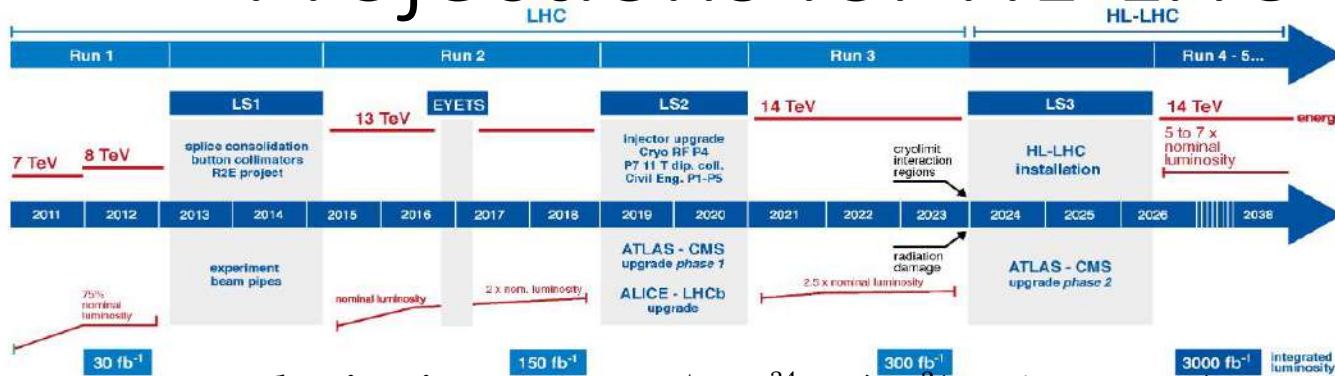 LHC
HL-LHC
Run 1
Run 2
Run 3
Run 4 - 5...
LS1
EYETS
LS2
LS3
7 TeV
8 TeV
13 TeV
14 TeV
14 TeV
energ
splice consolidation
button collimators
R2E project
injector upgrade
Cryo RF P4
P7 11 T dip. coll.
Civil Eng. P1-P5
cryolimit
interaction
regions
HL-LHC
installation
5 to 7 x
nominal
luminosity
2011
2012
2013
2014
2015
2016
2017
2018
2019
2020
2021
2022
2023
2024
2025
2026
2038
75%
nominal
luminosity
experiment
beam pipes
nominal luminosity
2 x nom. luminosity
ATLAS - CMS
upgrade phase 1
ALICE - LHCb
upgrade
2.5 x nominal luminosity
radiation
damage
ATLAS - CMS
upgrade phase 2
30 fb⁻¹
150 fb⁻¹
300 fb⁻¹
3000 fb⁻¹
integrated
luminosity